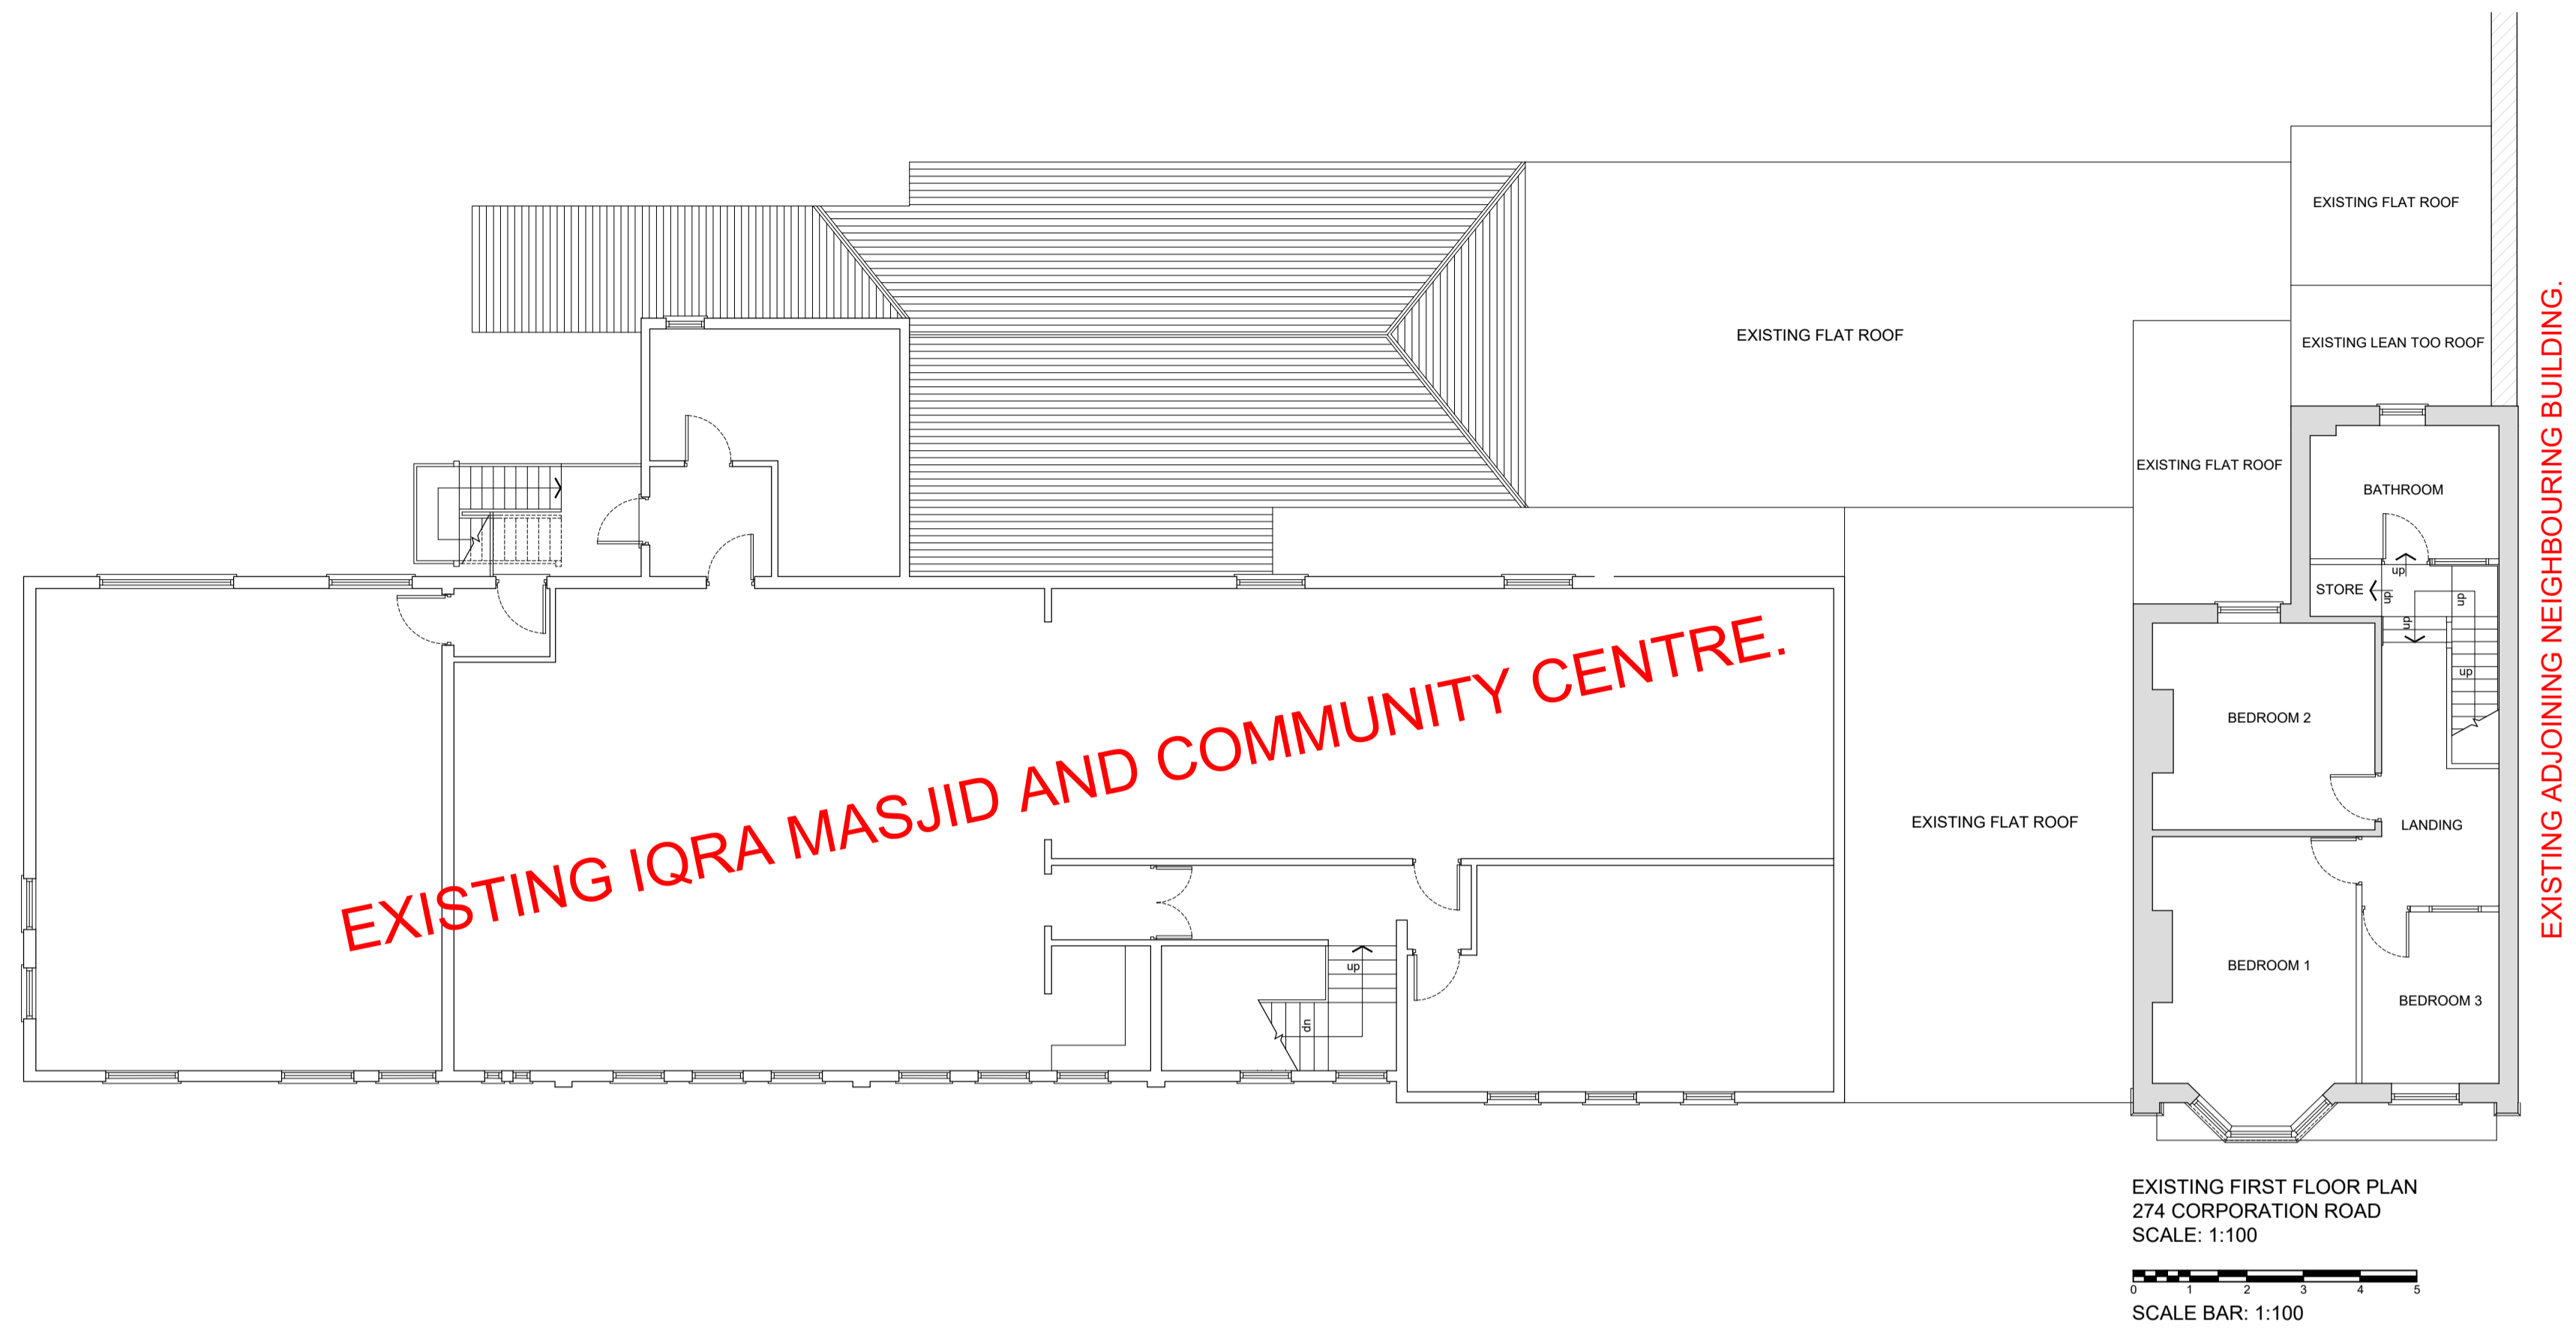 EXISTING FLAT ROOF
EXISTING FLAT ROOF
EXISTING LEAN TOO ROOF
EXISTING ADJOINING NEIGHBOURING BUILDING.
EXISTING FLAT ROOF
BATHROOM
up
STORE
dn
dn
dn
up
BEDROOM 2
EXISTING IQRA MASJID AND COMMUNITY CENTRE.
EXISTING FLAT ROOF
LANDING
BEDROOM 1
up
dn
BEDROOM 3
EXISTING FIRST FLOOR PLAN
274 CORPORATION ROAD
SCALE: 1:100
0 1 2 3 4 5
SCALE BAR: 1:100